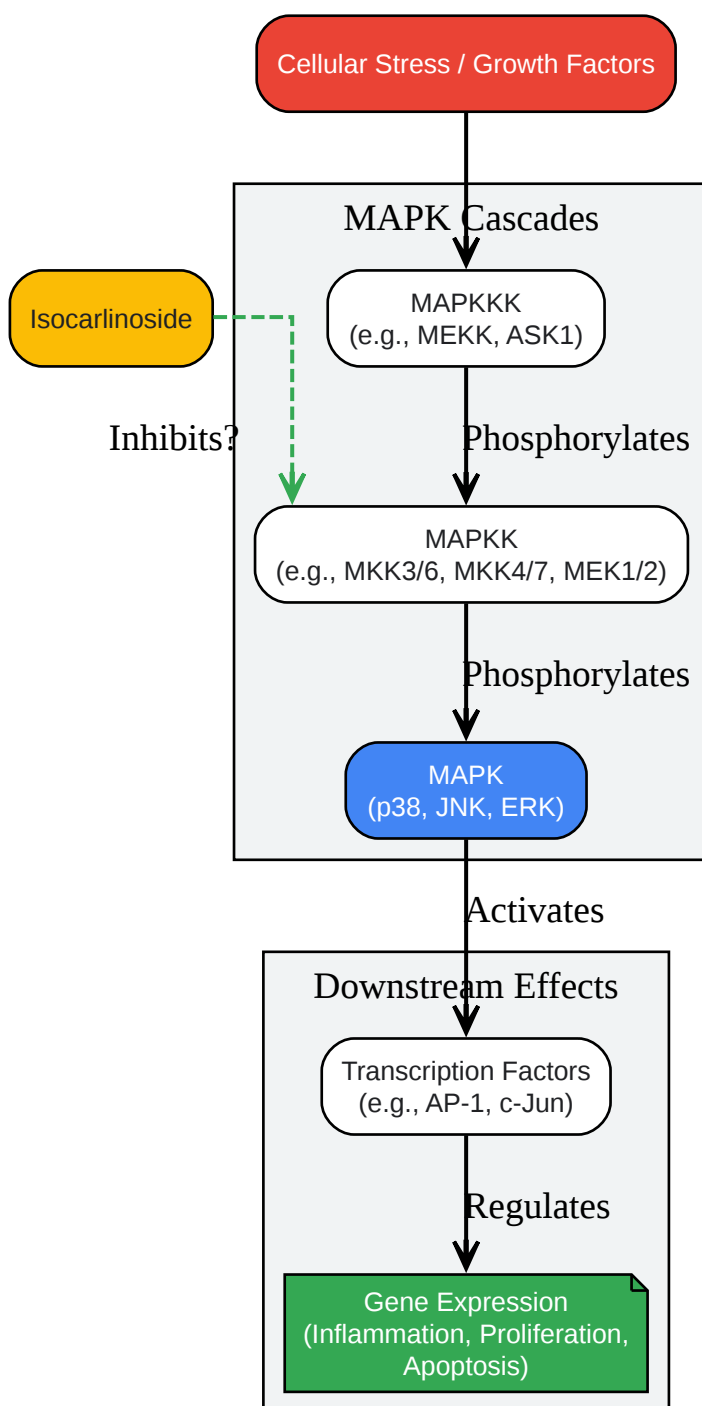 Cellular Stress / Growth Factors
MAPK Cascades
MAPKKK
(e.g., MEKK, ASK1)
Isocarlinoside
Inhibits?
Phosphorylates
MAPKK
(e.g., MKK3/6, MKK4/7, MEK1/2)
Phosphorylates
MAPK
(p38, JNK, ERK)
Activates
Downstream Effects
Transcription Factors
(e.g., AP-1, c-Jun)
Regulates
Gene Expression
(Inflammation, Proliferation,
Apoptosis)